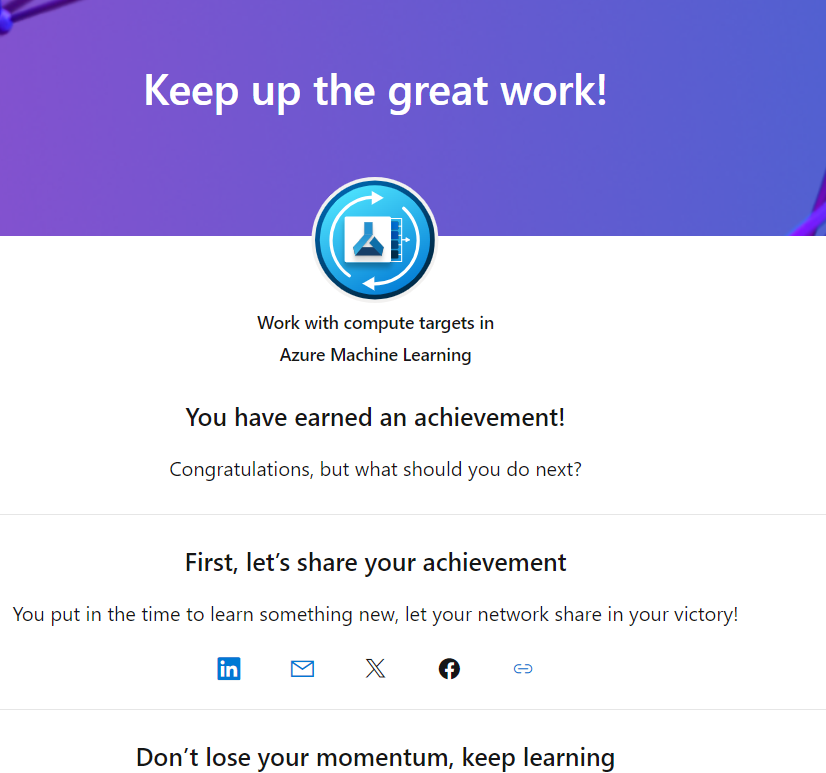 Keep up the great work!
Work with compute targets in
Azure Machine Learning
You have earned an achievement!
Congratulations, but what should you do next?
First, let’s share your achievement
You put in the time to learn something new, let your network share in your victory!
in
Don’t lose your momentum, keep learning